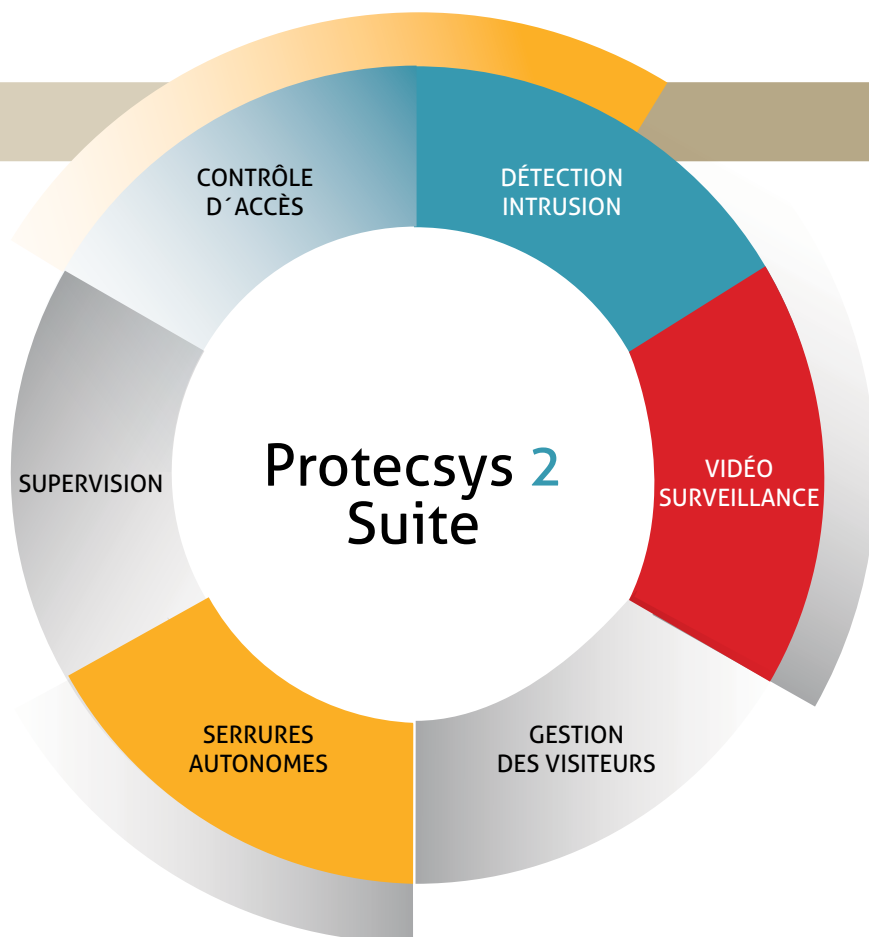 CONTRÔLE
D´ACCÈS
DÉTECTION
INTRUSION
SUPERVISION
Protecsys 2
Suite
VIDÉO
SURVEILLANCE
SERRURES
AUTONOMES
GESTION
DES VISITEURS